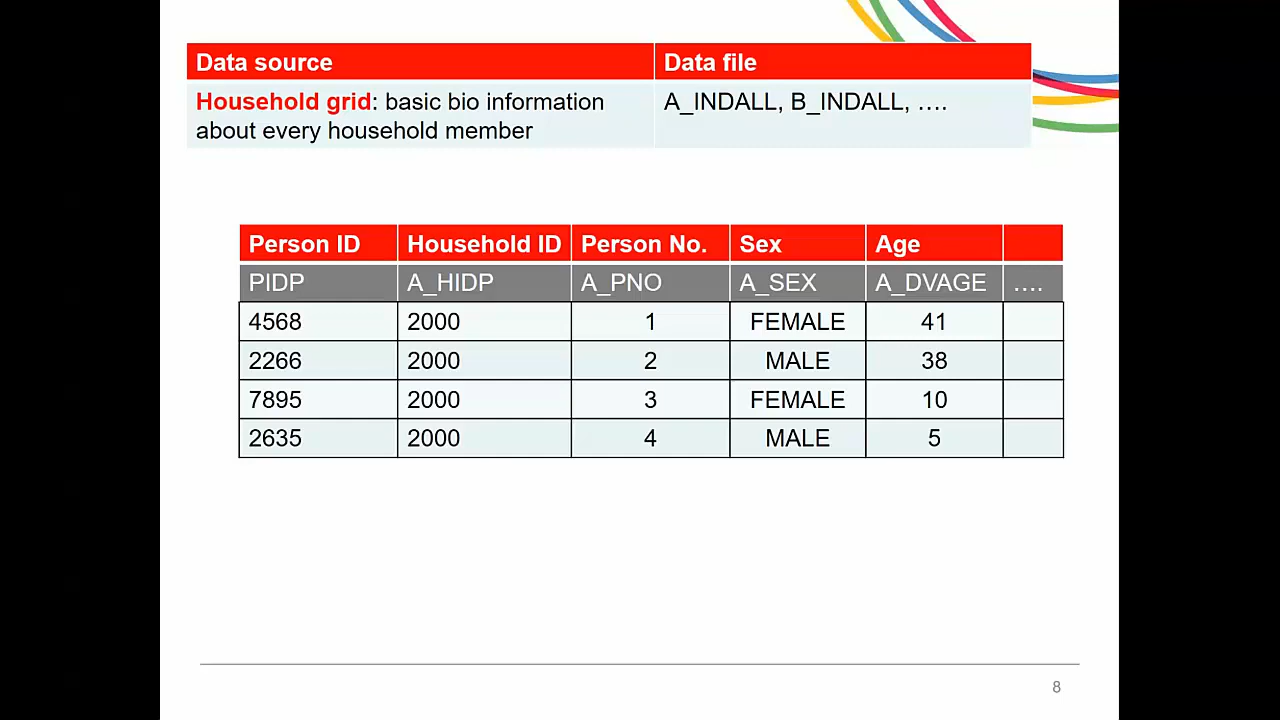 Data source Data file
Household grid: basic bio information A_INDALL, B_INDALL, ….
about every household member
Person ID Household ID Person No. Sex Age
PIDP A_HIDP A_PNO A_SEX A_DVAGE ….
4568 2000 1 FEMALE 41
2266 2000 2 MALE 38
7895 2000 3 FEMALE 10
2635 2000 4 MALE 5
8